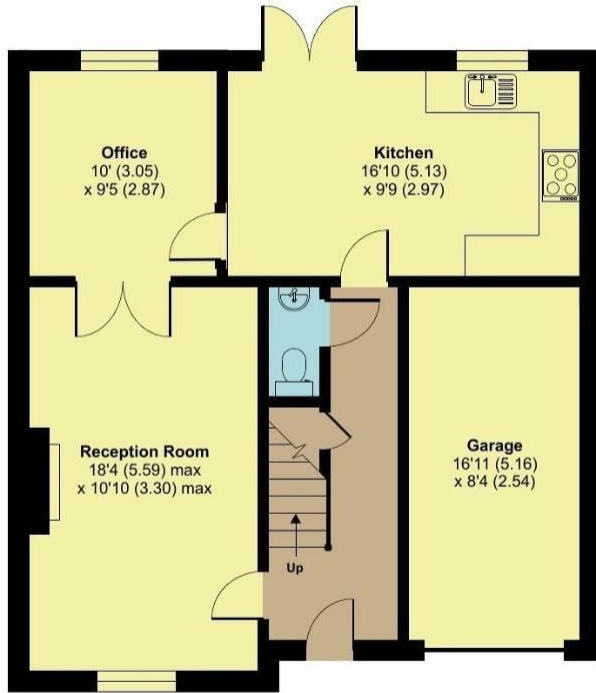 Office
10' (3.05)
x 9'5 (2.87)
Kitchen
16'10 (5.13)
x 9'9 (2.97)
Reception Room
18'4 (5.59) max
x 10'10 (3.30) max
Garage
16'11 (5.16)
x 8'4 (2.54)
Up